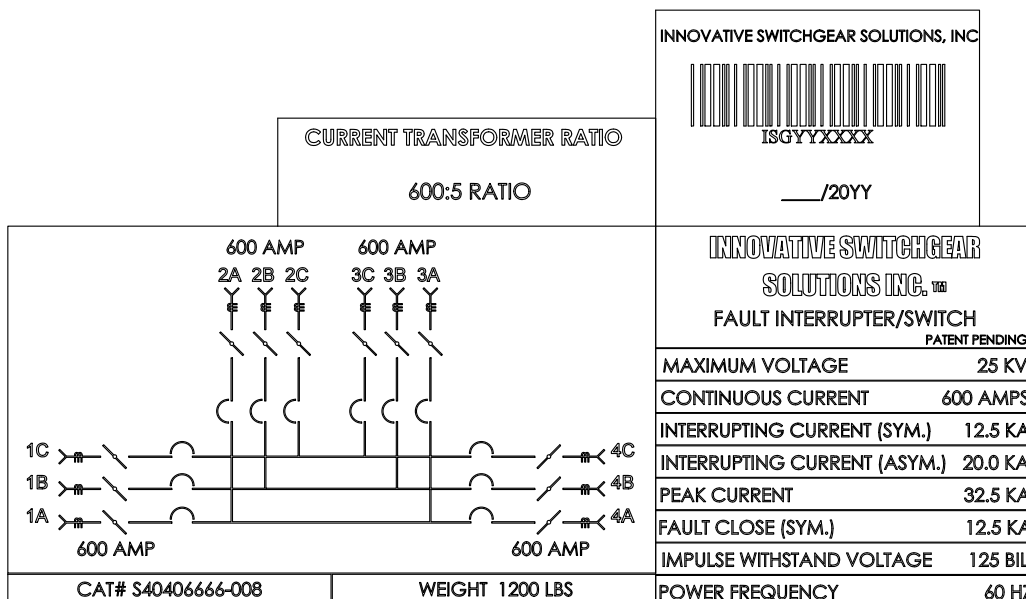 INNOVATIVE SWITCHGEAR SOLUTIONS, INC
ISGYYXXXX
____/20YY
CURRENT TRANSFORMER RATIO
600:5 RATIO
600 AMP 600 AMP
2A 2B 2C 3C 3B 3A
1C 4C
1B 4B
1A 4A
600 AMP 600 AMP
CAT# S40406666-008 WEIGHT 1200 LBS
INNOVATIVE SWITCHGEAR
SOLUTIONS INC. TM
FAULT INTERRUPTER/SWITCH
PATENT PENDING
MAXIMUM VOLTAGE 25 KV
CONTINUOUS CURRENT 600 AMPS
INTERRUPTING CURRENT (SYM.) 12.5 KA
INTERRUPTING CURRENT (ASYM.) 20.0 KA
PEAK CURRENT 32.5 KA
FAULT CLOSE (SYM.) 12.5 KA
IMPULSE WITHSTAND VOLTAGE 125 BIL
POWER FREQUENCY 60 HZ